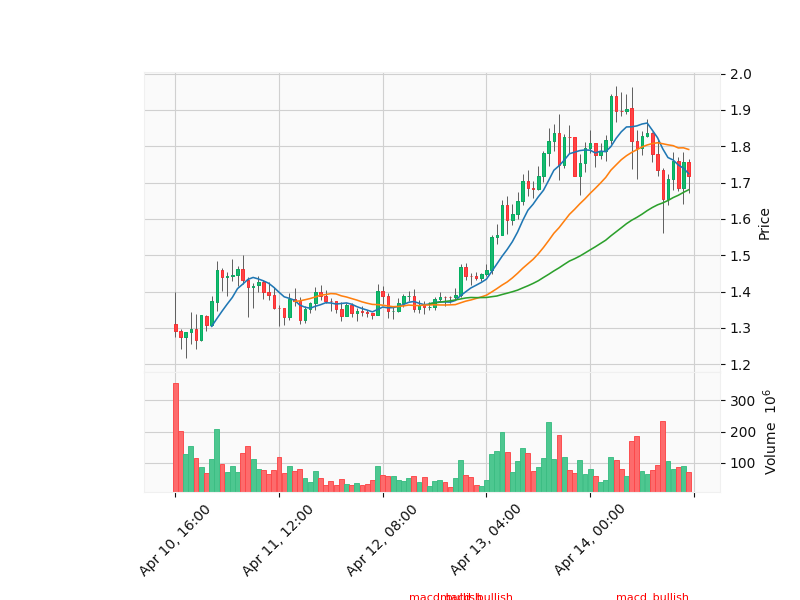 2.0
1.9
1.8
1.7
1.6
1.5
1.4
1.3
1.2
Price
300
200
100
Volume 10^6
Apr 10, 16:00
Apr 11, 12:00
Apr 12, 08:00
Apr 13, 04:00
Apr 14, 00:00
macd_bullish